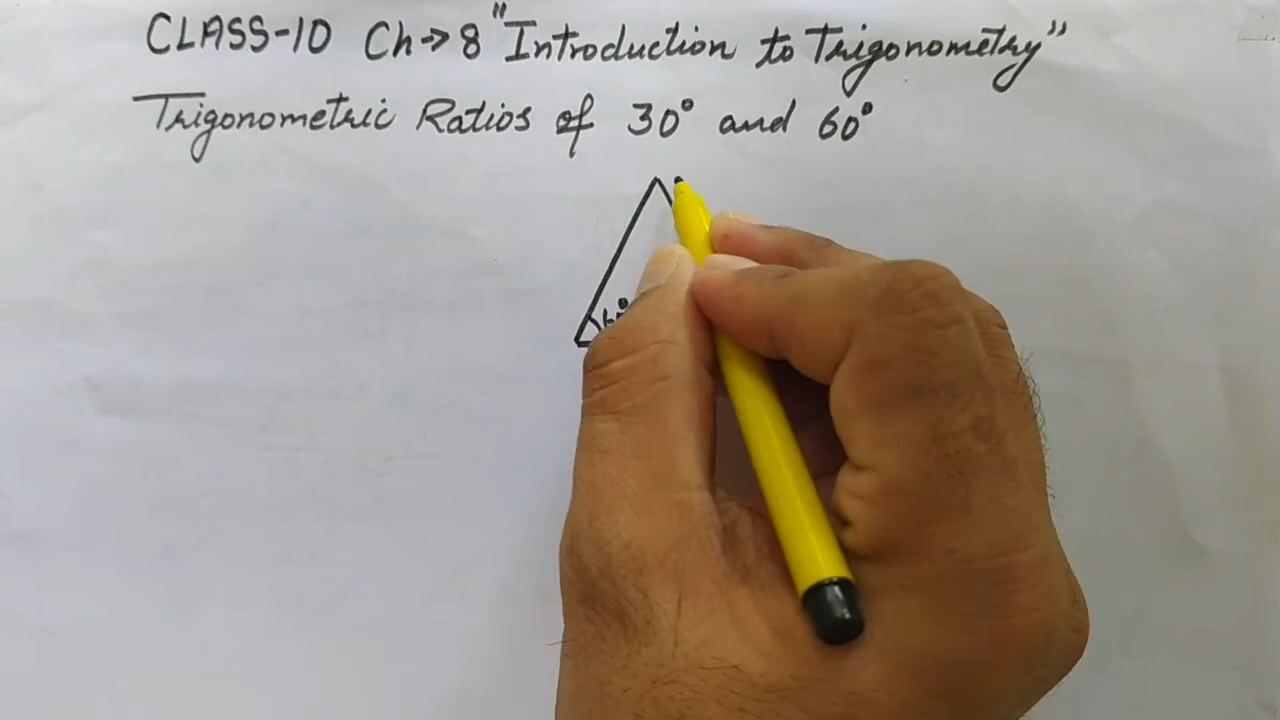 CLASS-10 Ch→8 "Introduction to Trigonometry"
Trigonometric Ratios of 30° and 60°